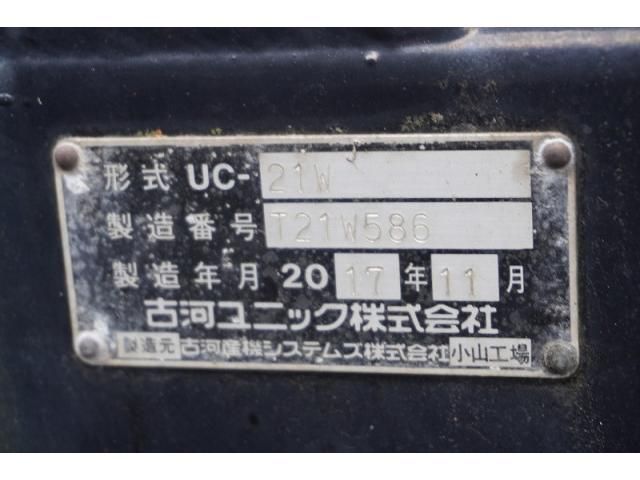 形式 UC-21W
製造番号 T21W586
製造年月 2017年11月
古河ユニック株式会社
製造元 古河産機システムズ株式会社 小山工場